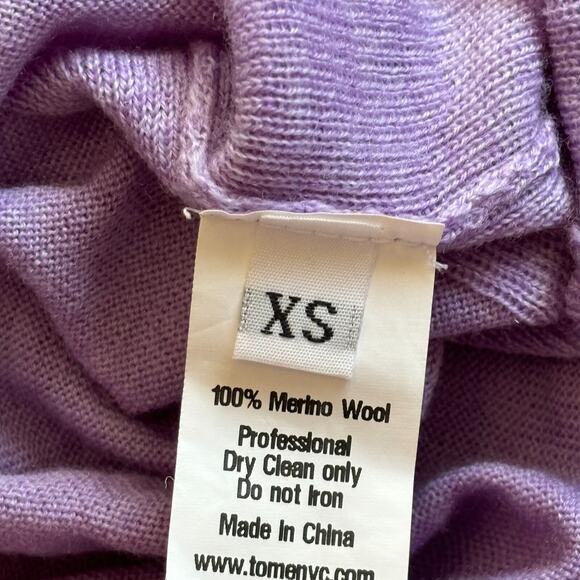 XS
100% Merino Wool
Professional
Dry Clean only
Do not Iron
Made In China
www.tomenyc.com